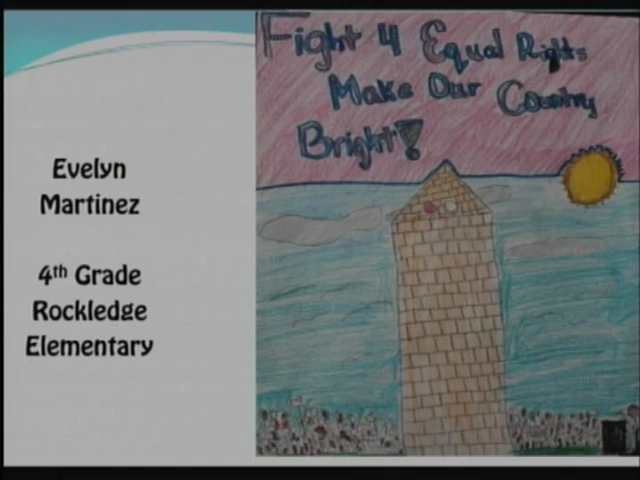 Evelyn
Martinez
4th Grade
Rockledge
Elementary
Fight 4 Equal Rights
Make Our Country
Bright!